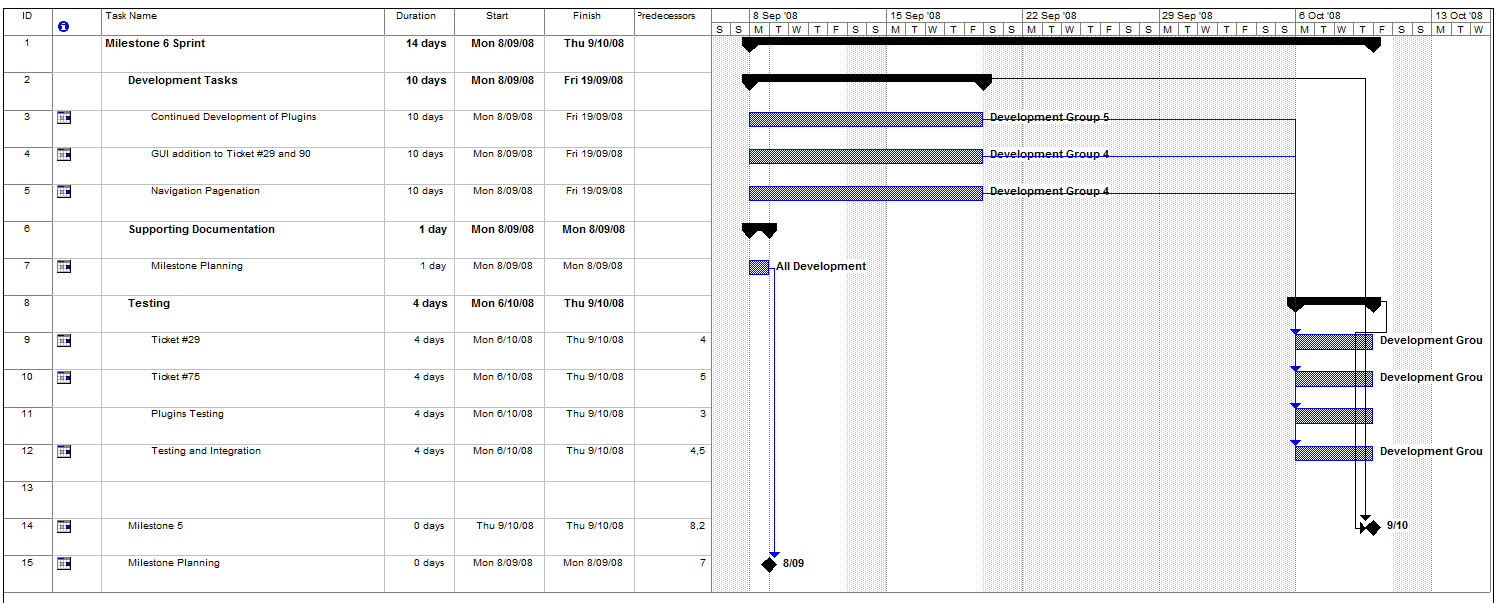 ID Task Name Duration Start Finish Predecessors 8 Sep '08 15 Sep '08 22 Sep '08 29 Sep '08 6 Oct '08 13 Oct '08
S S M T W T F S S M T W T F S S M T W T F S S M T W T F S S M T W T F S S M T W
1 Milestone 6 Sprint 14 days Mon 8/09/08 Thu 9/10/08
2 Development Tasks 10 days Mon 8/09/08 Fri 19/09/08
3 Continued Development of Plugins 10 days Mon 8/09/08 Fri 19/09/08 Development Group 5
4 GUI addition to Ticket #29 and 90 10 days Mon 8/09/08 Fri 19/09/08 Development Group 4
5 Navigation Pagenation 10 days Mon 8/09/08 Fri 19/09/08 Development Group 4
6 Supporting Documentation 1 day Mon 8/09/08 Mon 8/09/08
7 Milestone Planning 1 day Mon 8/09/08 Mon 8/09/08 All Development
8 Testing 4 days Mon 6/10/08 Thu 9/10/08
9 Ticket #29 4 days Mon 6/10/08 Thu 9/10/08 4 Development Grou
10 Ticket #75 4 days Mon 6/10/08 Thu 9/10/08 5 Development Grou
11 Plugins Testing 4 days Mon 6/10/08 Thu 9/10/08 3
12 Testing and Integration 4 days Mon 6/10/08 Thu 9/10/08 4,5 Development Grou
13
14 Milestone 5 0 days Thu 9/10/08 Thu 9/10/08 8,2 9/10
15 Milestone Planning 0 days Mon 8/09/08 Mon 8/09/08 7 8/09